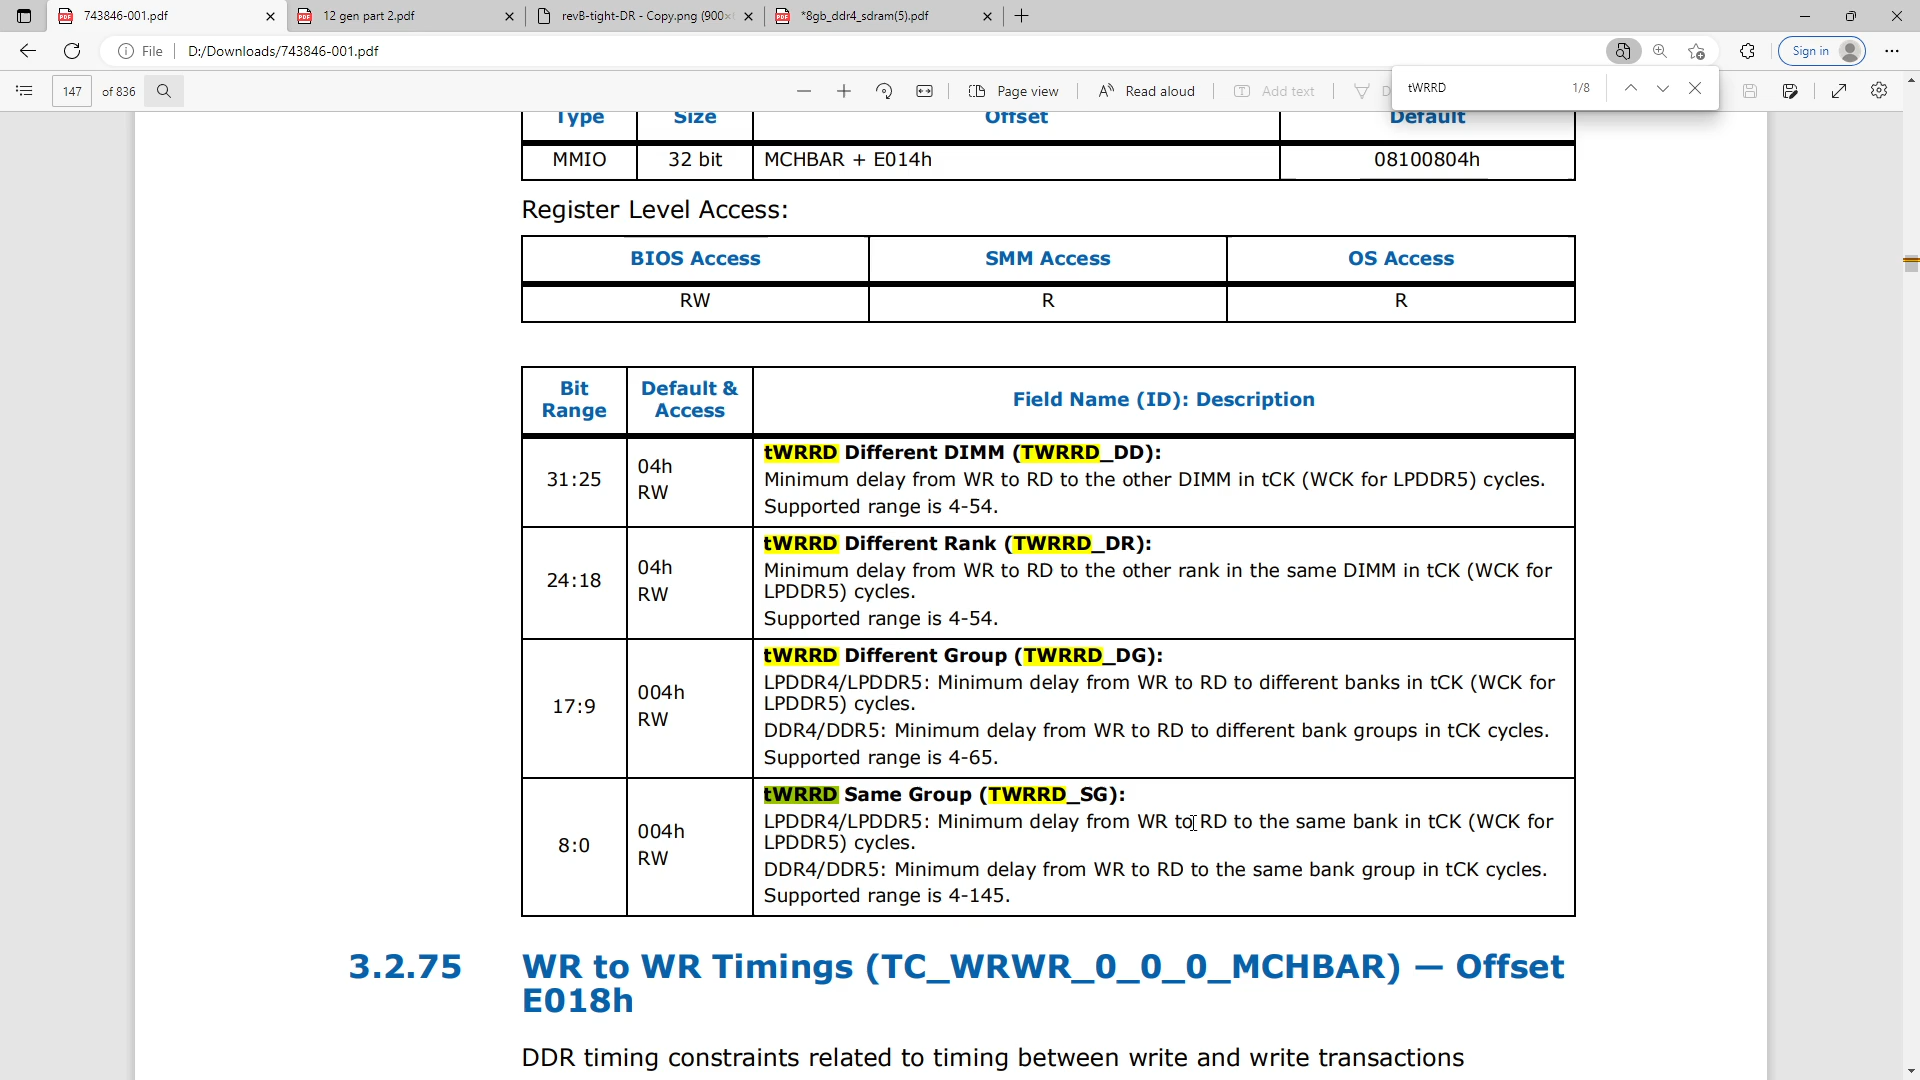 743846-001.pdf
12 gen part 2.pdf
revB-tight-DR - Copy.png (900×
*8gb_ddr4_sdram(5).pdf
File
D:/Downloads/743846-001.pdf
Sign in
147 of 836
Page view
Read aloud
Add text
D
tWRRD
1/8
Type Size Offset Default
MMIO 32 bit MCHBAR + E014h 08100804h
Register Level Access:
BIOS Access SMM Access OS Access
RW R R
Bit Range
Default & Access
Field Name (ID): Description
31:25
04h
RW
tWRRD Different DIMM (TWRRD_DD):
Minimum delay from WR to RD to the other DIMM in tCK (WCK for LPDDR5) cycles.
Supported range is 4-54.
24:18
04h
RW
tWRRD Different Rank (TWRRD_DR):
Minimum delay from WR to RD to the other rank in the same DIMM in tCK (WCK for
LPDDR5) cycles.
Supported range is 4-54.
17:9
004h
RW
tWRRD Different Group (TWRRD_DG):
LPDDR4/LPDDR5: Minimum delay from WR to RD to different banks in tCK (WCK for
LPDDR5) cycles.
DDR4/DDR5: Minimum delay from WR to RD to different bank groups in tCK cycles.
Supported range is 4-65.
8:0
004h
RW
tWRRD Same Group (TWRRD_SG):
LPDDR4/LPDDR5: Minimum delay from WR to RD to the same bank in tCK (WCK for
LPDDR5) cycles.
DDR4/DDR5: Minimum delay from WR to RD to the same bank group in tCK cycles.
Supported range is 4-145.
3.2.75 WR to WR Timings (TC_WRWR_0_0_0_MCHBAR) — Offset
E018h
DDR timing constraints related to timing between write and write transactions